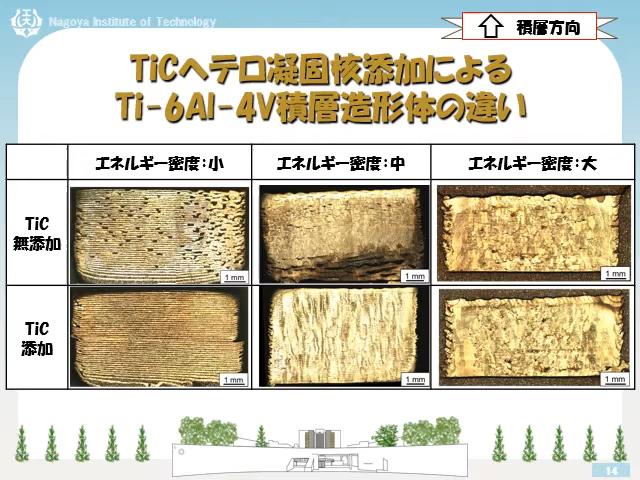 Nagoya Institute of Technology
積層方向
TiCヘテロ凝固核添加による
Ti-6Al-4V積層造形体の違い
エネルギー密度：小
エネルギー密度：中
エネルギー密度：大
TiC
無添加
1 mm
1 mm
1 mm
TiC
添加
1 mm
1 mm
1 mm
14